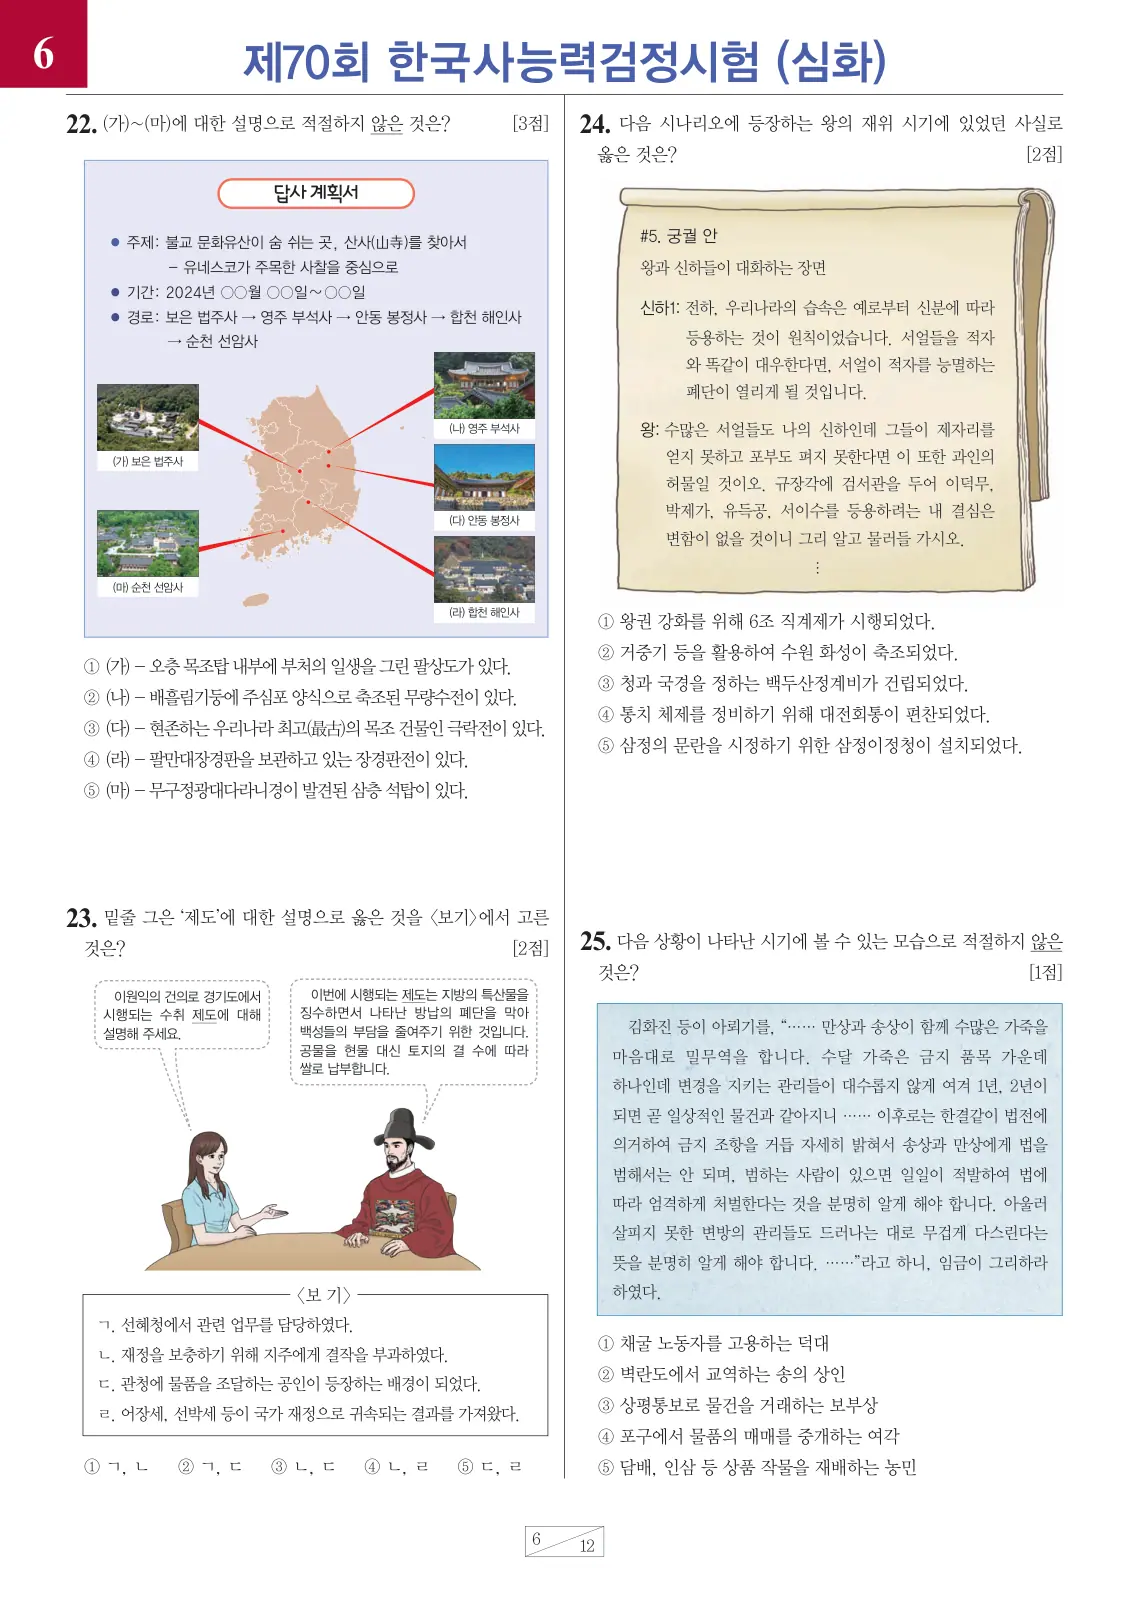 6
제70회 한국사능력검정시험 (심화)
22. (가)~(마)에 대한 설명으로 적절하지 않은 것은? [3점]
답사 계획서
● 주제: 불교 문화유산이 숨 쉬는 곳, 산사(山寺)를 찾아서
- 유네스코가 주목한 사찰을 중심으로
● 기간: 2024년 ○○월 ○○일~○○일
● 경로: 보은 법주사 → 영주 부석사 → 안동 봉정사 → 합천 해인사
→ 순천 선암사
(가) 보은 법주사
(나) 영주 부석사
(다) 안동 봉정사
(마) 순천 선암사
(라) 합천 해인사
① (가) - 오층 목조탑 내부에 부처의 일생을 그린 팔상도가 있다.
② (나) - 배흘림기둥에 주심포 양식으로 축조된 무량수전이 있다.
③ (다) - 현존하는 우리나라 최고(最古)의 목조 건물인 극락전이 있다.
④ (라) - 팔만대장경판을 보관하고 있는 장경판전이 있다.
⑤ (마) - 무구정광대다라니경이 발견된 삼층 석탑이 있다.
23. 밑줄 그은 ‘제도’에 대한 설명으로 옳은 것을 〈보기〉에서 고른
것은? [2점]
이원익의 건의로 경기도에서
시행되는 수취 제도에 대해
설명해 주세요.
이번에 시행되는 제도는 지방의 특산물을
징수하면서 나타난 방납의 폐단을 막아
백성들의 부담을 줄여주기 위한 것입니다.
공물을 현물 대신 토지의 결 수에 따라
쌀로 납부합니다.
〈보 기〉
ㄱ. 선혜청에서 관련 업무를 담당하였다.
ㄴ. 재정을 보충하기 위해 지주에게 결작을 부과하였다.
ㄷ. 관청에 물품을 조달하는 공인이 등장하는 배경이 되었다.
ㄹ. 어장세, 선박세 등이 국가 재정으로 귀속되는 결과를 가져왔다.
① ㄱ, ㄴ ② ㄱ, ㄷ ③ ㄴ, ㄷ ④ ㄴ, ㄹ ⑤ ㄷ, ㄹ
24. 다음 시나리오에 등장하는 왕의 재위 시기에 있었던 사실로
옳은 것은? [2점]
#5. 궁궐 안
왕과 신하들이 대화하는 장면
신하1: 전하, 우리나라의 습속은 예로부터 신분에 따라
등용하는 것이 원칙이었습니다. 서얼들을 적자
와 똑같이 대우한다면, 서얼이 적자를 능멸하는
폐단이 열리게 될 것입니다.
왕: 수많은 서얼들도 나의 신하인데 그들이 제자리를
얻지 못하고 포부도 펴지 못한다면 이 또한 과인의
허물일 것이오. 규장각에 검서관을 두어 이덕무,
박제가, 유득공, 서이수를 등용하려는 내 결심은
변함이 없을 것이니 그리 알고 물러들 가시오.
⋮
① 왕권 강화를 위해 6조 직계제가 시행되었다.
② 거중기 등을 활용하여 수원 화성이 축조되었다.
③ 청과 국경을 정하는 백두산정계비가 건립되었다.
④ 통치 체제를 정비하기 위해 대전회통이 편찬되었다.
⑤ 삼정의 문란을 시정하기 위한 삼정이정청이 설치되었다.
25. 다음 상황이 나타난 시기에 볼 수 있는 모습으로 적절하지 않은
것은? [1점]
김화진 등이 아뢰기를, “…… 만상과 송상이 함께 수많은 가죽을
마음대로 밀무역을 합니다. 수달 가죽은 금지 품목 가운데
하나인데 변경을 지키는 관리들이 대수롭지 않게 여겨 1년, 2년이
되면 곧 일상적인 물건과 같아지니 …… 이후로는 한결같이 법전에
의거하여 금지 조항을 거듭 자세히 밝혀서 송상과 만상에게 법을
범해서는 안 되며, 범하는 사람이 있으면 일일이 적발하여 법에
따라 엄격하게 처벌한다는 것을 분명히 알게 해야 합니다. 아울러
살피지 못한 변방의 관리들도 드러나는 대로 무겁게 다스린다는
뜻을 분명히 알게 해야 합니다. ……”라고 하니, 임금이 그리하라
하였다.
① 채굴 노동자를 고용하는 덕대
② 벽란도에서 교역하는 송의 상인
③ 상평통보로 물건을 거래하는 보부상
④ 포구에서 물품의 매매를 중개하는 여각
⑤ 담배, 인삼 등 상품 작물을 재배하는 농민
6
12